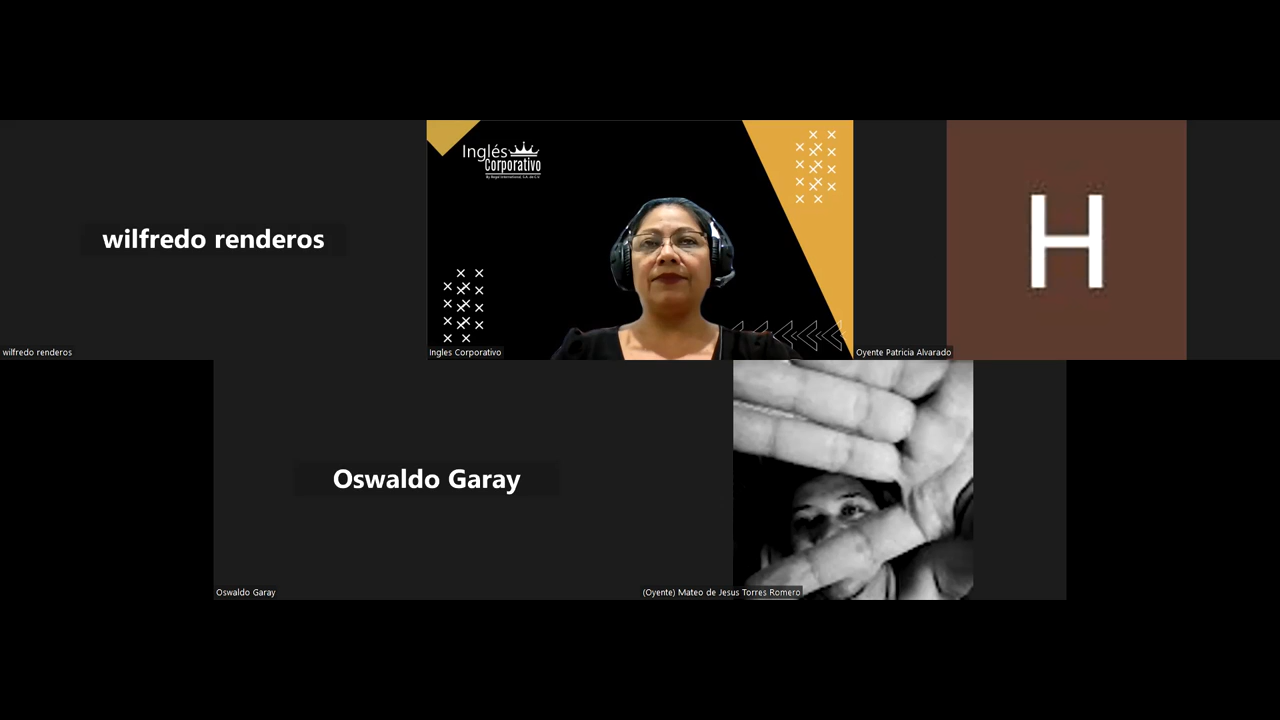 wilfredo renderos
wilfredo renderos
Inglés
Corporativo
Ingles Corporativo
H
Oyente Patricia Alvarado
Oswaldo Garay
Oswaldo Garay
(Oyente) Mateo de Jesus Torres Romero